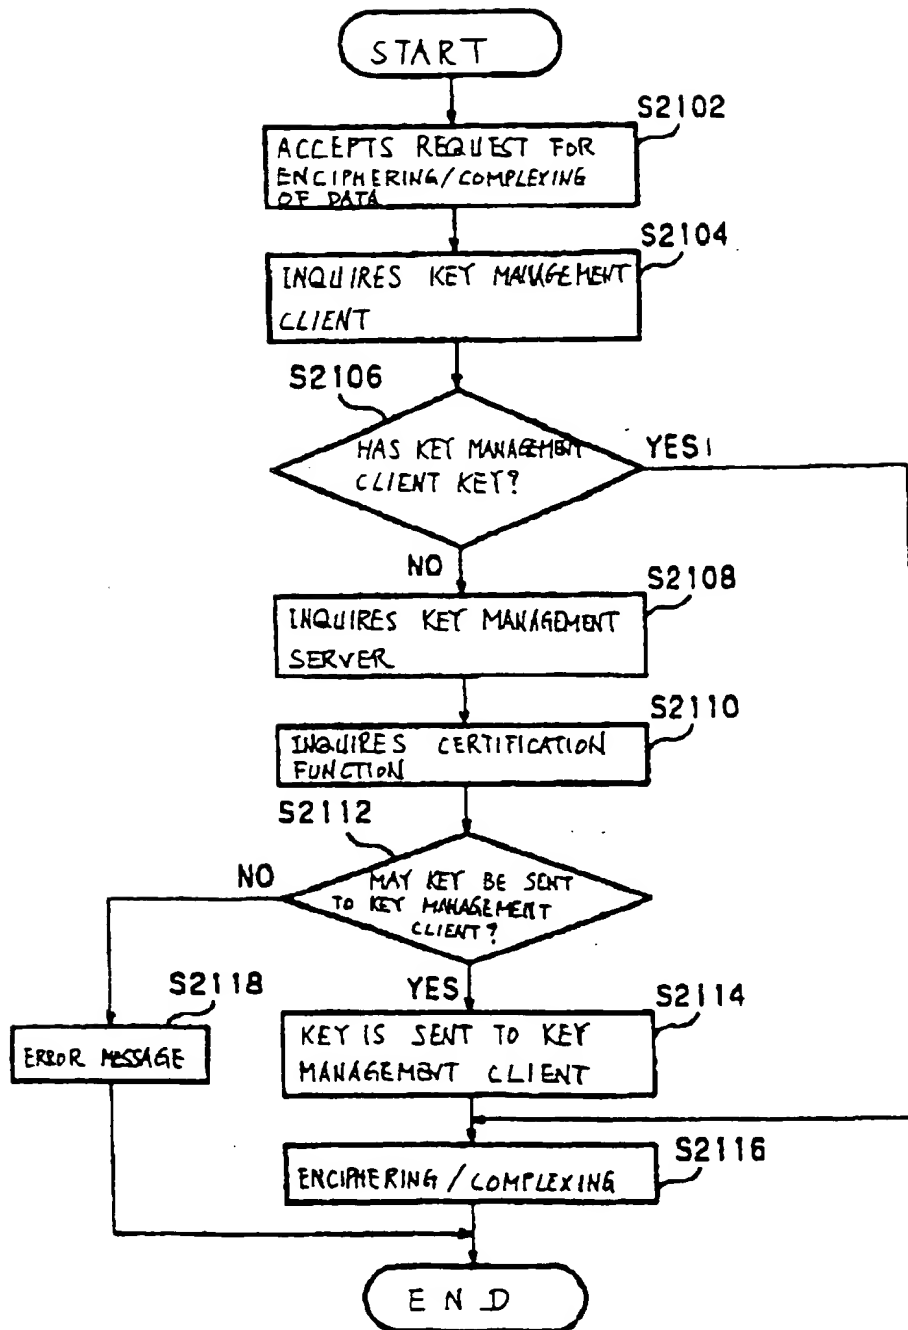 START
S2102
ACCEPTS REQUEST FOR
ENCIPHERING/COMPLEXING
OF DATA
S2104
INQUIRES KEY MANAGEMENT
CLIENT
S2106
HAS KEY MANAGEMENT
CLIENT KEY?
YES
NO
S2108
INQUIRES KEY MANAGEMENT
SERVER
S2110
INQUIRES CERTIFICATION
FUNCTION
S2112
NO
MAY KEY BE SENT
TO KEY MANAGEMENT
CLIENT?
YES
S2118
ERROR MESSAGE
S2114
KEY IS SENT TO KEY
MANAGEMENT CLIENT
S2116
ENCIPHERING/COMPLEXING
END